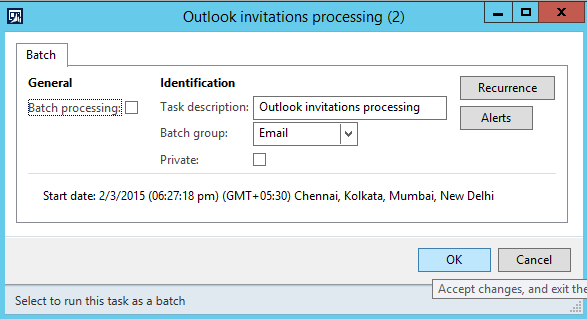 Outlook invitations processing (2)
Batch
General
Identification
Batch processing:
Task description: Outlook invitations processing
Batch group: Email
Private:
Recurrence
Alerts
Start date: 2/3/2015 (06:27:18 pm) (GMT+05:30) Chennai, Kolkata, Mumbai, New Delhi
OK
Cancel
Accept changes, and exit the
Select to run this task as a batch